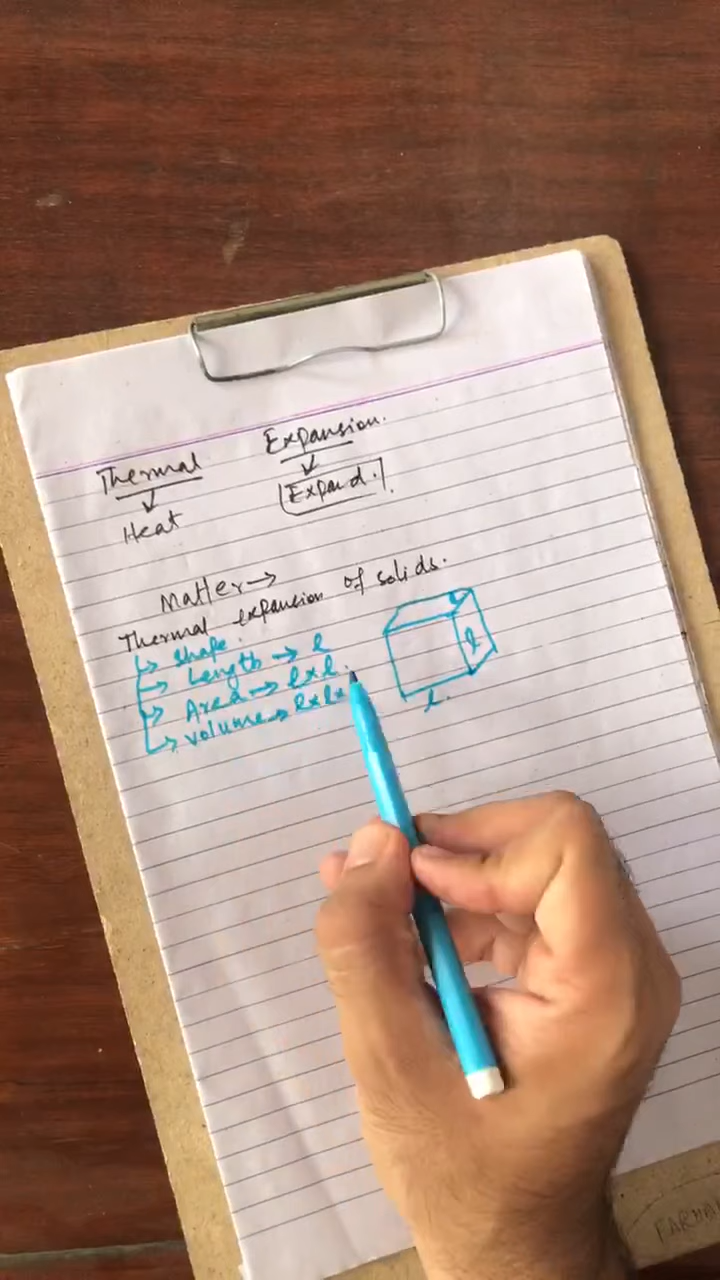 Thermal Expansion.
Heat Expand.
Matter →
Thermal expansion of solids.
→ shape.
→ Length → l
→ Area → l×l.
→ volume → l×l×
l
l.